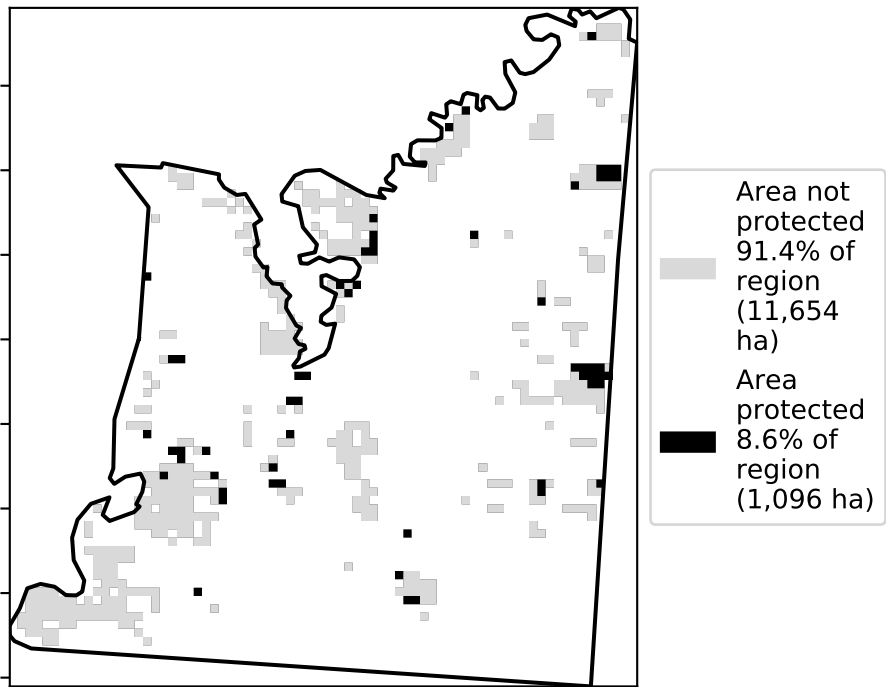 Area not
protected
91.4% of
region
(11,654
ha)
Area
protected
8.6% of
region
(1,096 ha)